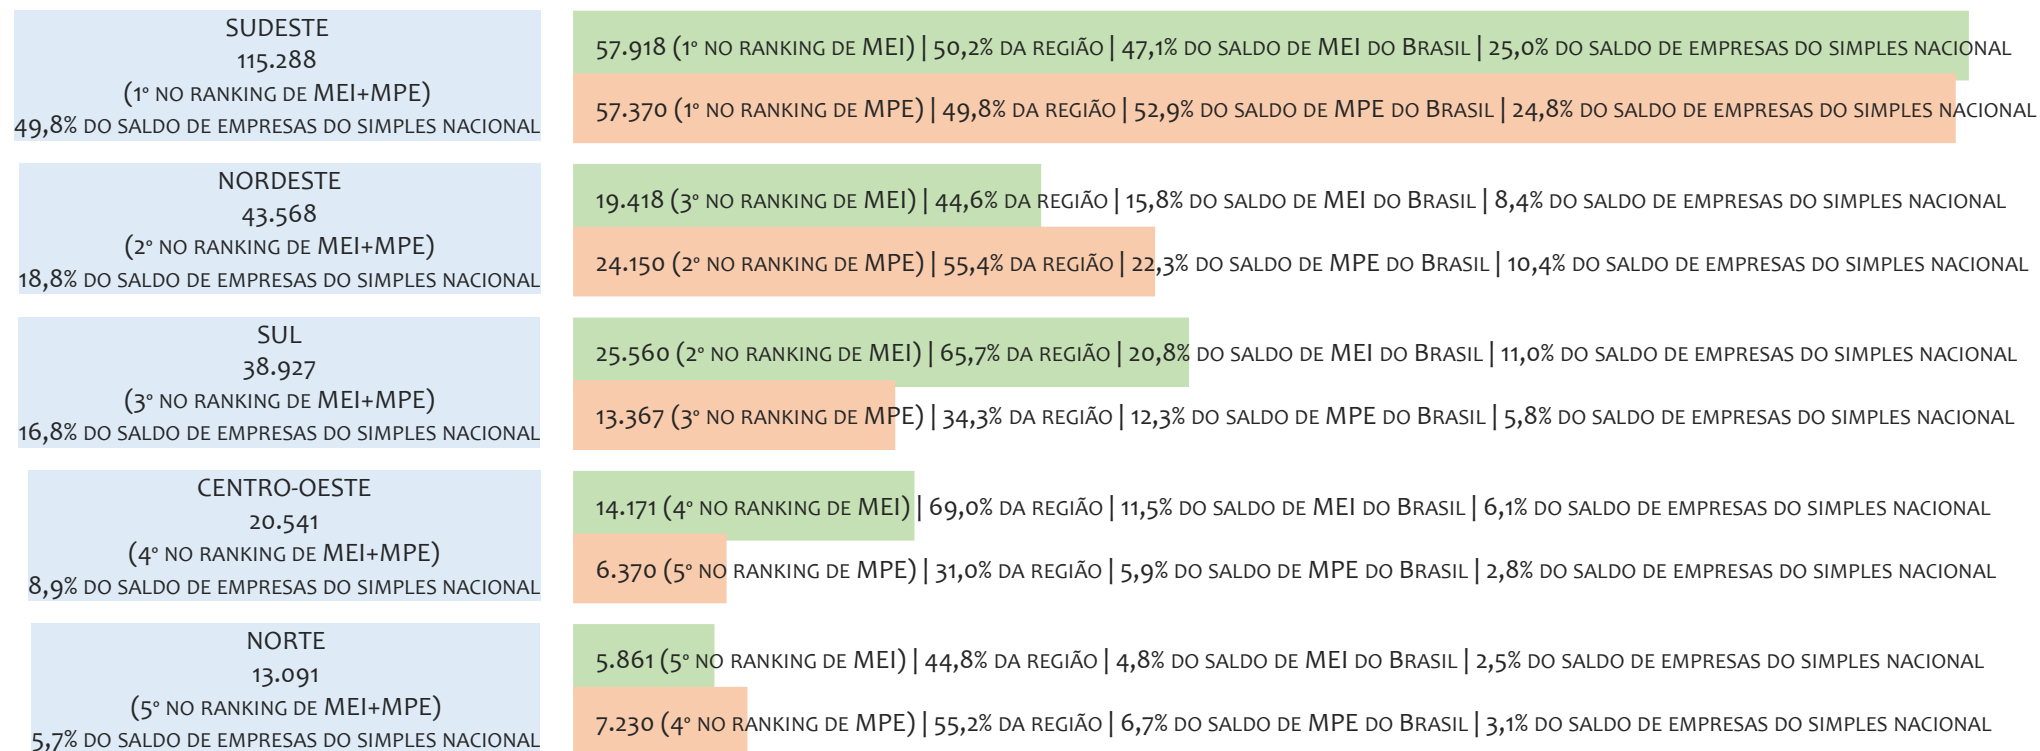 SUDESTE
115.288
(1º NO RANKING DE MEI+MPE)
49,8% DO SALDO DE EMPRESAS DO SIMPLES NACIONAL
57.918 (1º NO RANKING DE MEI) | 50,2% DA REGIÃO | 47,1% DO SALDO DE MEI DO BRASIL | 25,0% DO SALDO DE EMPRESAS DO SIMPLES NACIONAL
57.370 (1º NO RANKING DE MPE) | 49,8% DA REGIÃO | 52,9% DO SALDO DE MPE DO BRASIL | 24,8% DO SALDO DE EMPRESAS DO SIMPLES NACIONAL
NORDESTE
43.568
(2º NO RANKING DE MEI+MPE)
18,8% DO SALDO DE EMPRESAS DO SIMPLES NACIONAL
19.418 (3º NO RANKING DE MEI) | 44,6% DA REGIÃO | 15,8% DO SALDO DE MEI DO BRASIL | 8,4% DO SALDO DE EMPRESAS DO SIMPLES NACIONAL
24.150 (2º NO RANKING DE MPE) | 55,4% DA REGIÃO | 22,3% DO SALDO DE MPE DO BRASIL | 10,4% DO SALDO DE EMPRESAS DO SIMPLES NACIONAL
SUL
38.927
(3º NO RANKING DE MEI+MPE)
16,8% DO SALDO DE EMPRESAS DO SIMPLES NACIONAL
25.560 (2º NO RANKING DE MEI) | 65,7% DA REGIÃO | 20,8% DO SALDO DE MEI DO BRASIL | 11,0% DO SALDO DE EMPRESAS DO SIMPLES NACIONAL
13.367 (3º NO RANKING DE MPE) | 34,3% DA REGIÃO | 12,3% DO SALDO DE MPE DO BRASIL | 5,8% DO SALDO DE EMPRESAS DO SIMPLES NACIONAL
CENTRO-OESTE
20.541
(4º NO RANKING DE MEI+MPE)
8,9% DO SALDO DE EMPRESAS DO SIMPLES NACIONAL
14.171 (4º NO RANKING DE MEI) | 69,0% DA REGIÃO | 11,5% DO SALDO DE MEI DO BRASIL | 6,1% DO SALDO DE EMPRESAS DO SIMPLES NACIONAL
6.370 (5º NO RANKING DE MPE) | 31,0% DA REGIÃO | 5,9% DO SALDO DE MPE DO BRASIL | 2,8% DO SALDO DE EMPRESAS DO SIMPLES NACIONAL
NORTE
13.091
(5º NO RANKING DE MEI+MPE)
5,7% DO SALDO DE EMPRESAS DO SIMPLES NACIONAL
5.861 (5º NO RANKING DE MEI) | 44,8% DA REGIÃO | 4,8% DO SALDO DE MEI DO BRASIL | 2,5% DO SALDO DE EMPRESAS DO SIMPLES NACIONAL
7.230 (4º NO RANKING DE MPE) | 55,2% DA REGIÃO | 6,7% DO SALDO DE MPE DO BRASIL | 3,1% DO SALDO DE EMPRESAS DO SIMPLES NACIONAL